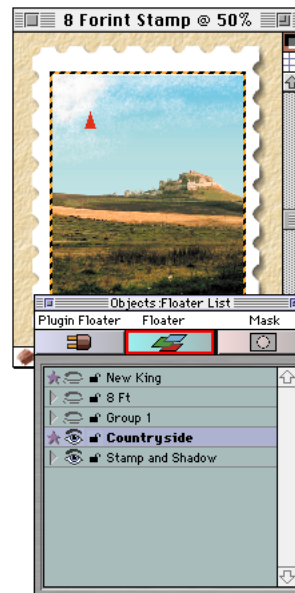 8 Forint Stamp @ 50%
Objects:Floater List
Plugin Floater Floater Mask
New King
8 Ft
Group 1
Countryside
Stamp and Shadow